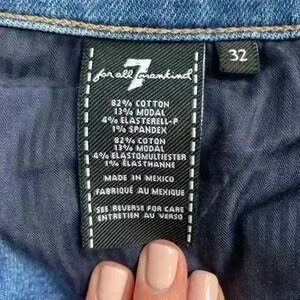 for all 7 mankind
32
82% COTTON
13% MODAL
4% ELASTERELL-P
1% SPANDEX
82% COTON
13% MODAL
4% ELASTOMULTIESTER
1% ELASTHANNE
MADE IN MEXICO
FABRIQUÉ AU MEXIQUE
SEE REVERSE FOR CARE
ENTRETIEN AU VERSO